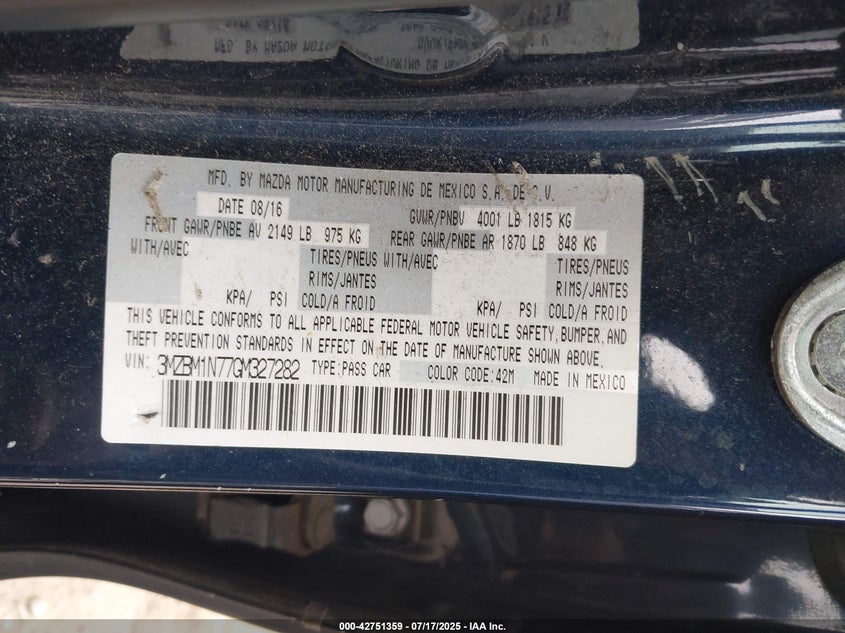 MFD. BY MAZDA MOTOR MANUFACTURING DE MEXICO S.A. DE C.V.
DATE 08/16 GVWR/PNBV 4001 LB 1815 KG
FRONT GAWR/PNBE AV 2149 LB 975 KG REAR GAWR/PNBE AR 1870 LB 848 KG
WITH/AVEC TIRES/PNEUS WITH/AVEC TIRES/PNEUS
RIMS/JANTES RIMS/JANTES
KPA/ PSI COLD/A FROID KPA/ PSI COLD/A FROID
THIS VEHICLE CONFORMS TO ALL APPLICABLE FEDERAL MOTOR VEHICLE SAFETY, BUMPER, AND
THEFT PREVENTION STANDARDS IN EFFECT ON THE DATE OF MANUFACTURE SHOWN ABOVE.
VIN: 3MZBM1N77GM327282 TYPE:PASS CAR COLOR CODE:42M MADE IN MEXICO
000-42751359 | 07/17/2025 | IAA Inc.